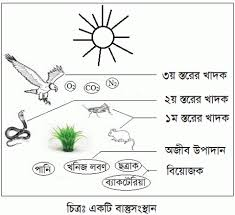 O₂ CO₂ N₂
৩য় স্তরের খাদক
২য় স্তরের খাদক
১ম স্তরের খাদক
অজীব উপাদান
পানি খনিজ লবণ ছত্রাক বিয়োজক
ব্যাকটেরিয়া
চিত্রঃ একটি বাস্তুসংস্থান